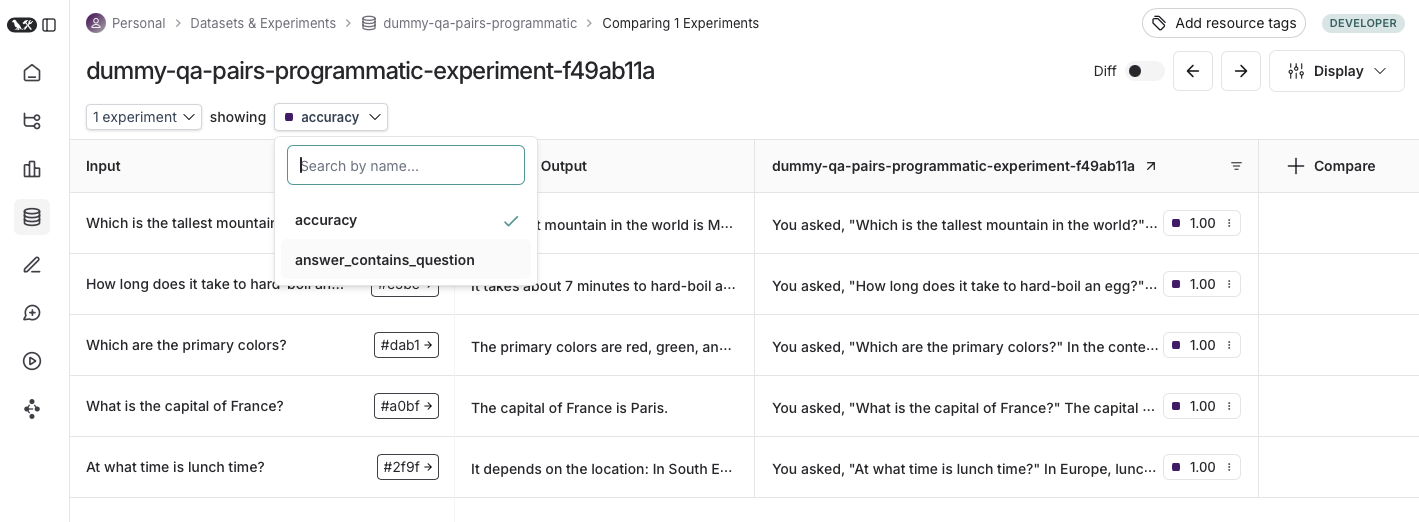 Personal > Datasets & Experiments > dummy-qa-pairs-programmatic > Comparing 1 Experiments
Add resource tags
DEVELOPER
dummy-qa-pairs-programmatic-experiment-f49ab11a
Diff
Display
1 experiment showing accuracy
Search by name...
accuracy
answer_contains_question
Input Output dummy-qa-pairs-programmatic-experiment-f49ab11a Compare
Which is the tallest mountain t mountain in the world is M... You asked, "Which is the tallest mountain in the world?"... 1.00
How long does it take to hard-boil an... It takes about 7 minutes to hard-boil a... You asked, "How long does it take to hard-boil an egg?"... 1.00
Which are the primary colors? #dab1 → The primary colors are red, green, an... You asked, "Which are the primary colors?" In the conte... 1.00
What is the capital of France? #a0bf → The capital of France is Paris. You asked, "What is the capital of France?" The capital ... 1.00
At what time is lunch time? #2f9f → It depends on the location: In South E... You asked, "At what time is lunch time?" In Europe, lunc... 1.00